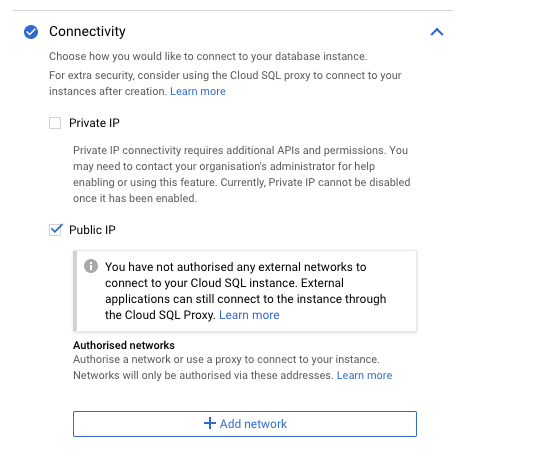 Connectivity
Choose how you would like to connect to your database instance.
For extra security, consider using the Cloud SQL proxy to connect to your
instances after creation. Learn more
Private IP
Private IP connectivity requires additional APIs and permissions. You
may need to contact your organisation's administrator for help
enabling or using this feature. Currently, Private IP cannot be disabled
once it has been enabled.
Public IP
You have not authorised any external networks to
connect to your Cloud SQL instance. External
applications can still connect to the instance through
the Cloud SQL Proxy. Learn more
Authorised networks
Authorise a network or use a proxy to connect to your instance.
Networks will only be authorised via these addresses. Learn more
+ Add network